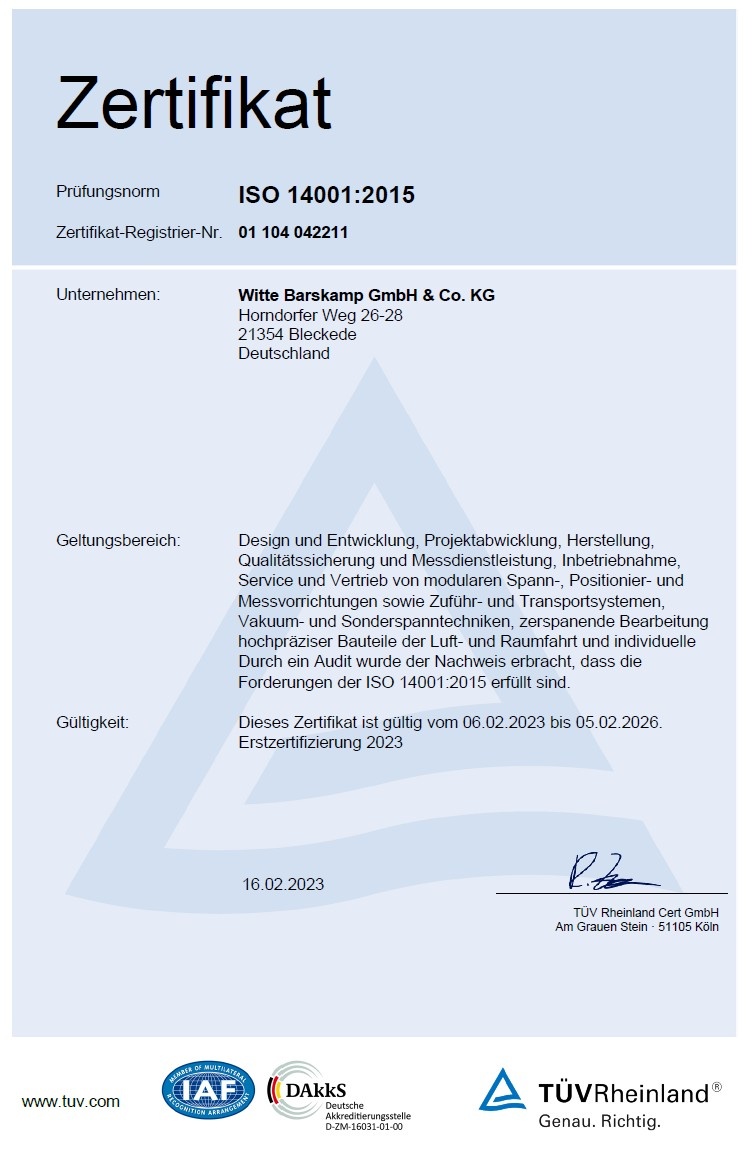 Zertifikat
Prüfungsnorm ISO 14001:2015
Zertifikat-Registrier-Nr. 01 104 042211
Unternehmen: Witte Barskamp GmbH & Co. KG
Horndorfer Weg 26-28
21354 Bleckede
Deutschland
Geltungsbereich: Design und Entwicklung, Projektabwicklung, Herstellung,
Qualitätssicherung und Messdienstleistung, Inbetriebnahme,
Service und Vertrieb von modularen Spann-, Positionier- und
Messvorrichtungen sowie Zuführ- und Transportsystemen,
Vakuum- und Sonderspanntechniken, zerspanende Bearbeitung
hochpräziser Bauteile der Luft- und Raumfahrt und individuelle
Durch ein Audit wurde der Nachweis erbracht, dass die
Forderungen der ISO 14001:2015 erfüllt sind.
Gültigkeit: Dieses Zertifikat ist gültig vom 06.02.2023 bis 05.02.2026.
Erstzertifizierung 2023
16.02.2023
TÜV Rheinland Cert GmbH
Am Grauen Stein · 51105 Köln
www.tuv.com
MEMBER OF MULTILATERAL
IAF
RECOGNITION ARRANGEMENT
DAkkS
Deutsche
Akkreditierungsstelle
D-ZM-16031-01-00
TÜVRheinland®
Genau. Richtig.